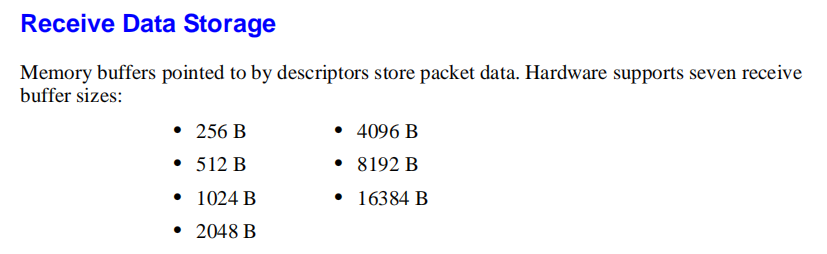 Receive Data Storage
Memory buffers pointed to by descriptors store packet data. Hardware supports seven receive
buffer sizes:
• 256 B
• 512 B
• 1024 B
• 2048 B
• 4096 B
• 8192 B
• 16384 B